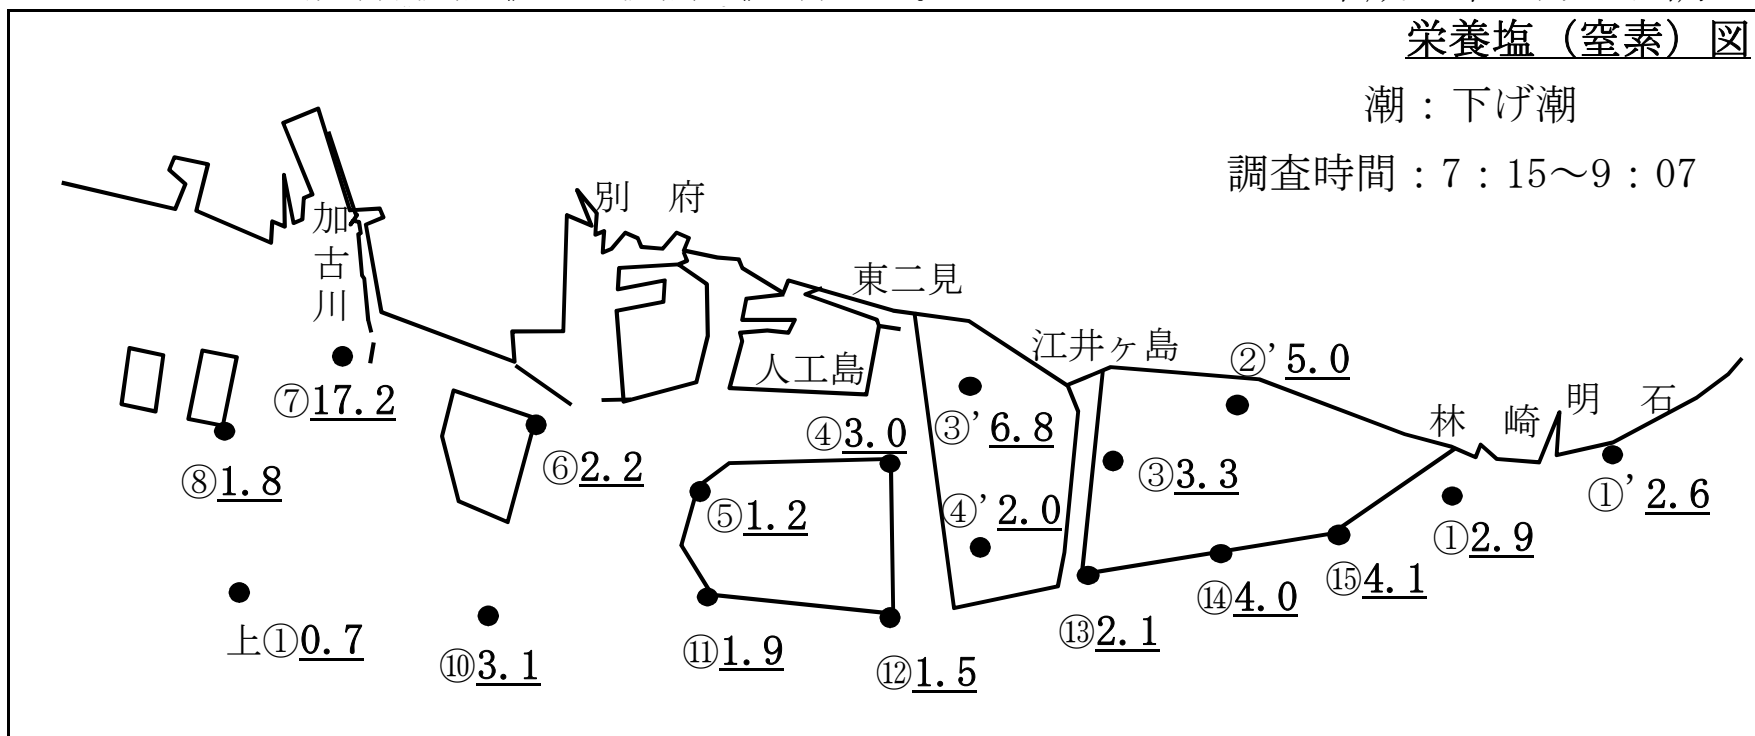 栄養塩（窒素）図
潮：下げ潮
調査時間：7：15～9：07
加古川
別 府
東二見
人工島
江井ヶ島
林 崎
明 石
⑦17.2
⑧1.8
⑥2.2
④3.0
③’6.8
②’5.0
③3.3
⑤1.2
④’2.0
①’2.6
①2.9
⑮4.1
⑭4.0
⑬2.1
上①0.7
⑩3.1
⑪1.9
⑫1.5